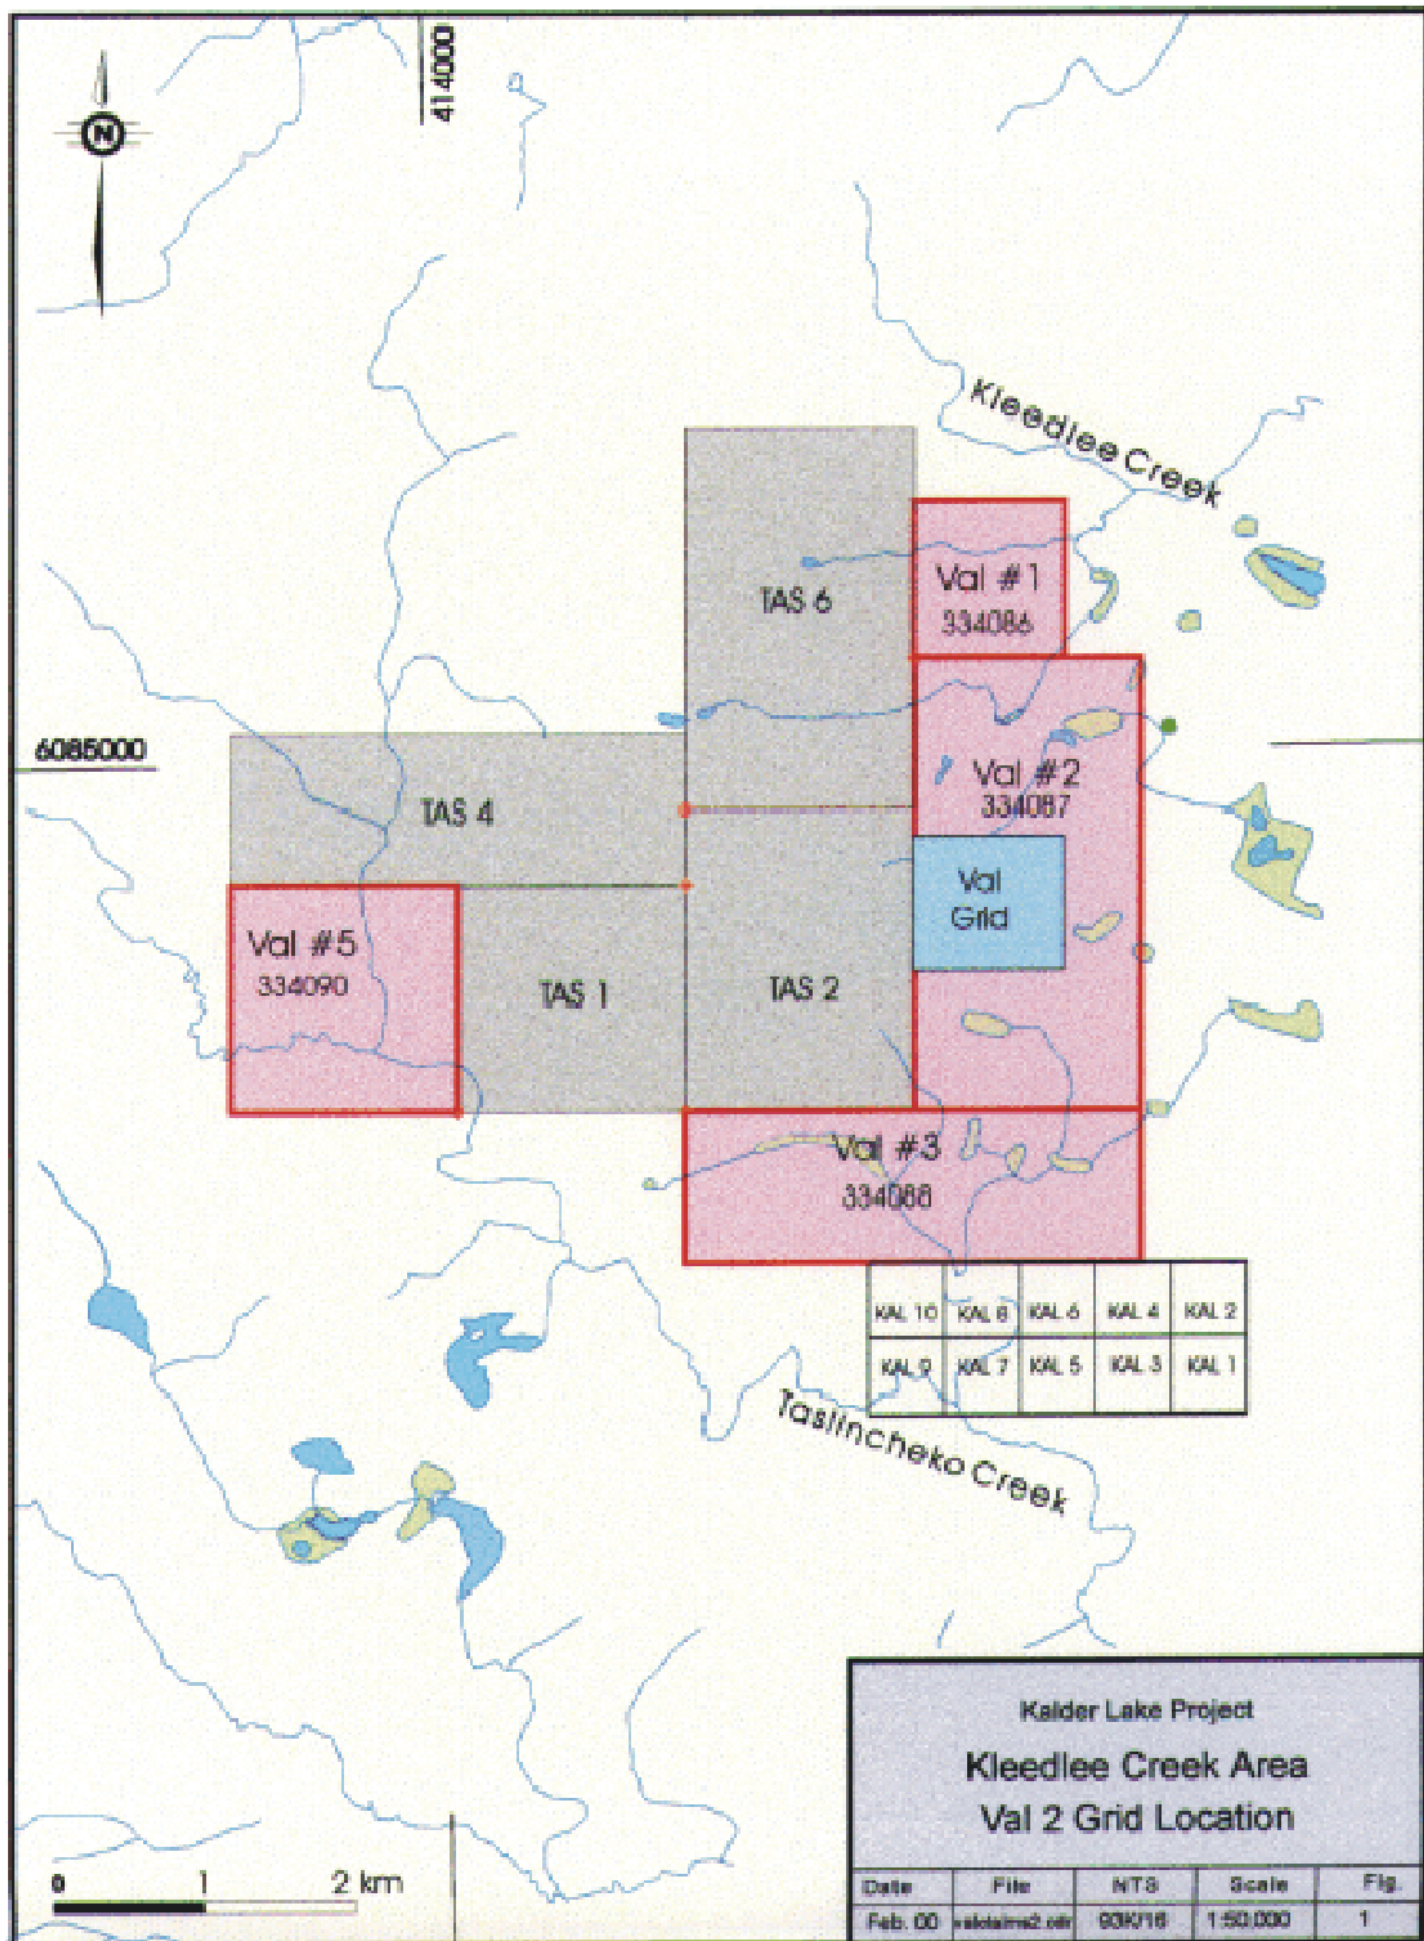 414000
N
Kleedlee Creek
Val #1
TAS 6
334086
6085000
Val #2
334087
TAS 4
Val
Grid
Val #5
334090
TAS 1
TAS 2
Val #3
334088
KAL 10 KAL 8 KAL 6 KAL 4 KAL 2
KAL 9 KAL 7 KAL 5 KAL 3 KAL 1
Taslincheko Creek
Kalder Lake Project
Kleedlee Creek Area
Val 2 Grid Location
0 1 2 km
Date File NTS Scale Fig.
Feb. 00 93K/16 1:50,000 1